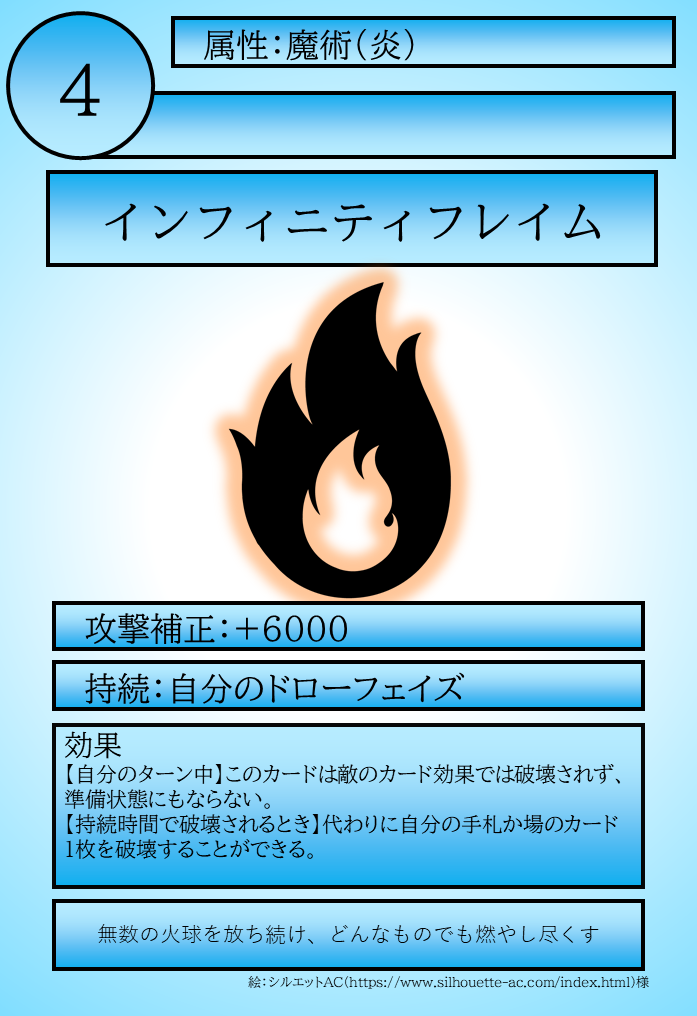 属性：魔術（炎）
4
インフィニティフレイム
攻撃補正：＋6000
持続：自分のドローフェイズ
効果
【自分のターン中】このカードは敵のカード効果では破壊されず、
準備状態にもならない。
【持続時間で破壊されるとき】代わりに自分の手札か場のカード
1枚を破壊することができる。
無数の火球を放ち続け、どんなものでも燃やし尽くす
絵：シルエットAC（https://www.silhouette-ac.com/index.html）様